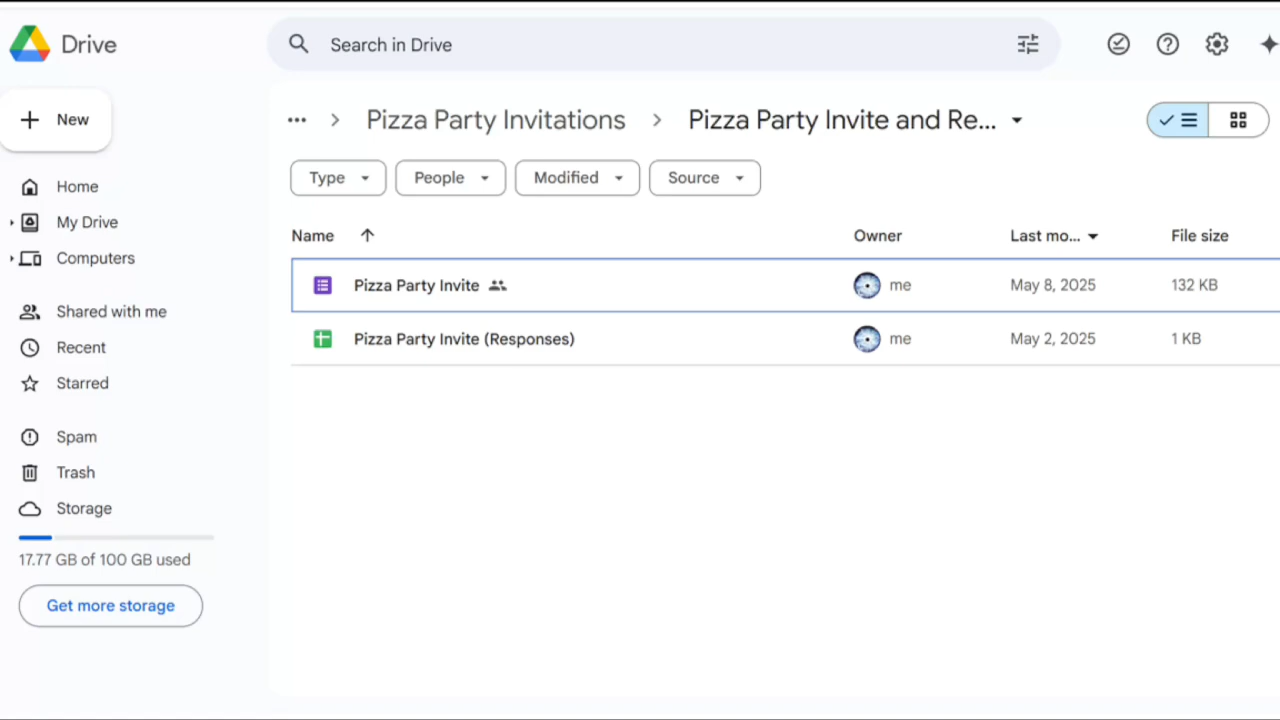 Drive
Search in Drive
New
Pizza Party Invitations
Pizza Party Invite and Re...
Type
People
Modified
Source
Home
My Drive
Computers
Shared with me
Recent
Starred
Spam
Trash
Storage
17.77 GB of 100 GB used
Get more storage
Name Owner Last mo... File size
Pizza Party Invite me May 8, 2025 132 KB
Pizza Party Invite (Responses) me May 2, 2025 1 KB